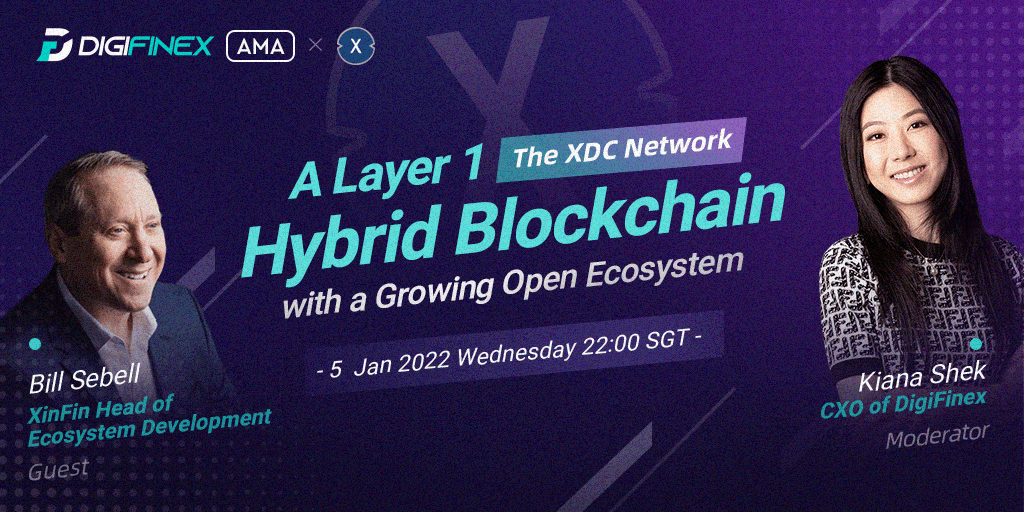 DIGIFINEX AMA × X
X
A Layer 1 The XDC Network
Hybrid Blockchain
with a Growing Open Ecosystem
- 5 Jan 2022 Wednesday 22:00 SGT -
Bill Sebell
XinFin Head of
Ecosystem Development
Guest
Kiana Shek
CXO of DigiFinex
Moderator